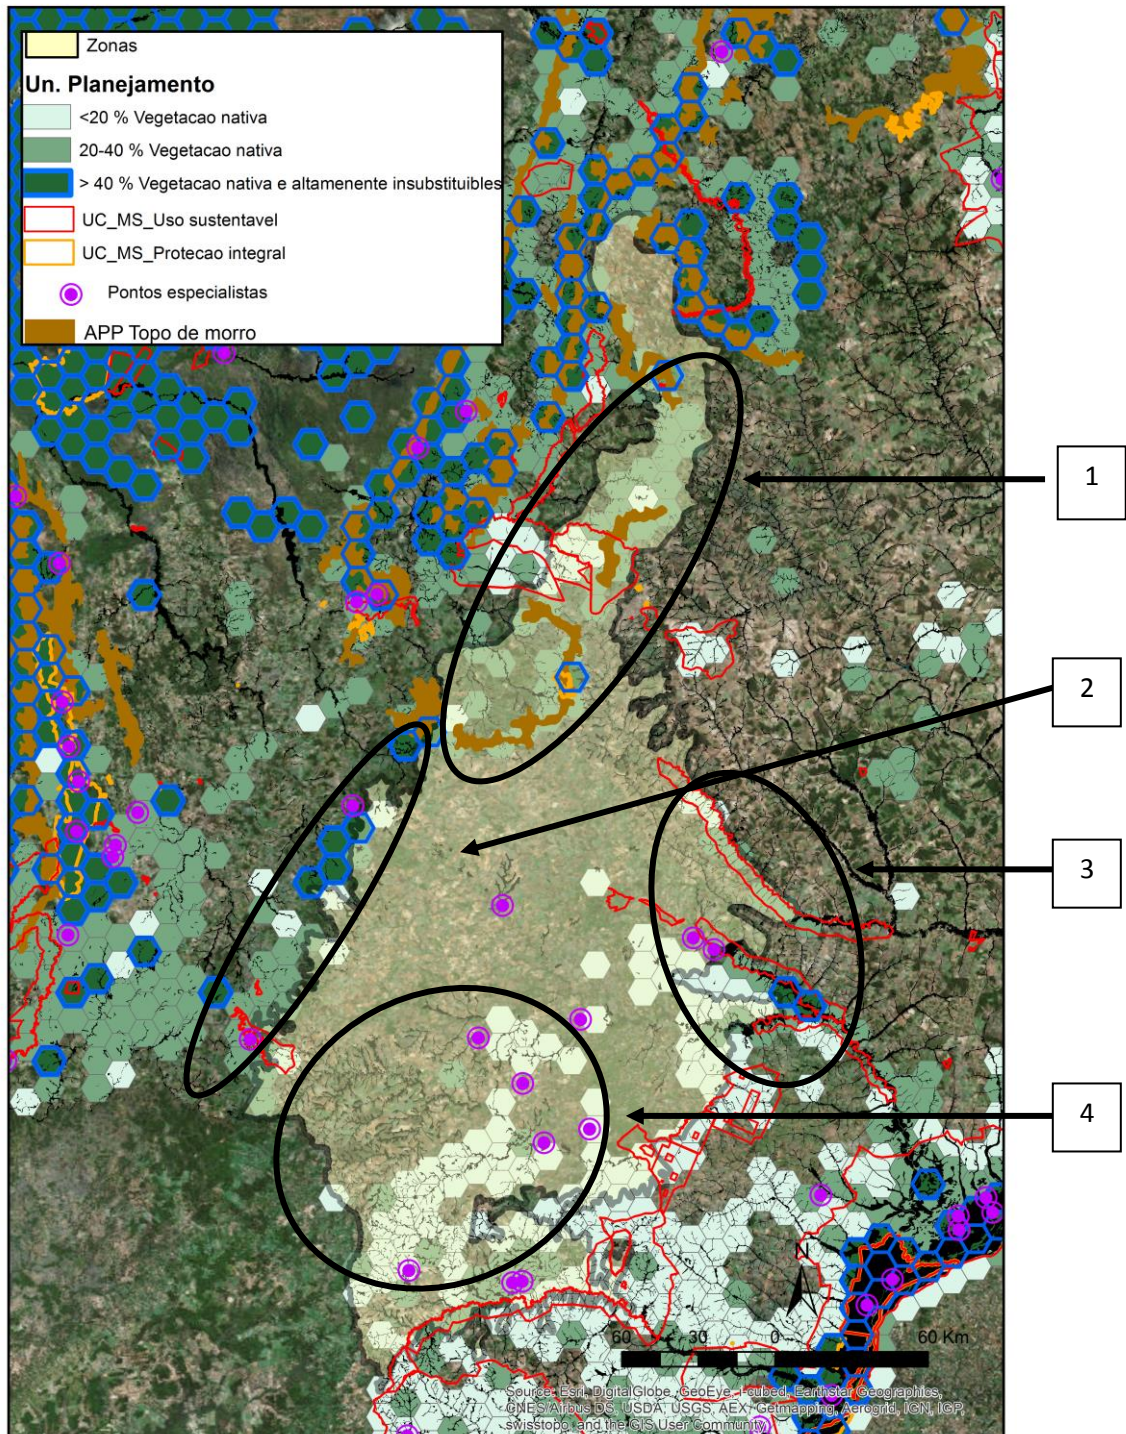 Zonas
Un. Planejamento
<20 % Vegetacao nativa
20-40 % Vegetacao nativa
> 40 % Vegetacao nativa e altamenente insubstituibles
UC_MS_Uso sustentavel
UC_MS_Protecao integral
Pontos especialistas
APP Topo de morro
1
2
3
4
N
60 30 0 60 Km
Source: Esri, DigitalGlobe, GeoEye, i-cubed, Earthstar Geographics,
CNES/Airbus DS, USDA, USGS, AEX, Getmapping, Aerogrid, IGN, IGP,
swisstopo, and the GIS User Community